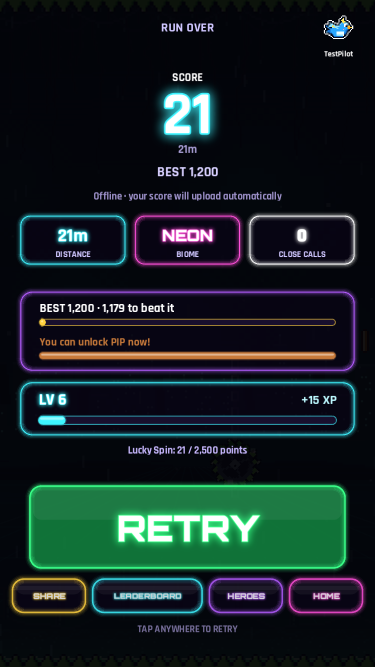 RUN OVER
TestPilot
SCORE
21
21m
BEST 1,200
Offline · your score will upload automatically
21m NEON 0
DISTANCE BIOME CLOSE CALLS
BEST 1,200 · 1,179 to beat it
You can unlock PIP now!
LV 6 +15 XP
Lucky Spin: 21 / 2,500 points
RETRY
SHARE LEADERBOARD HEROES HOME
TAP ANYWHERE TO RETRY